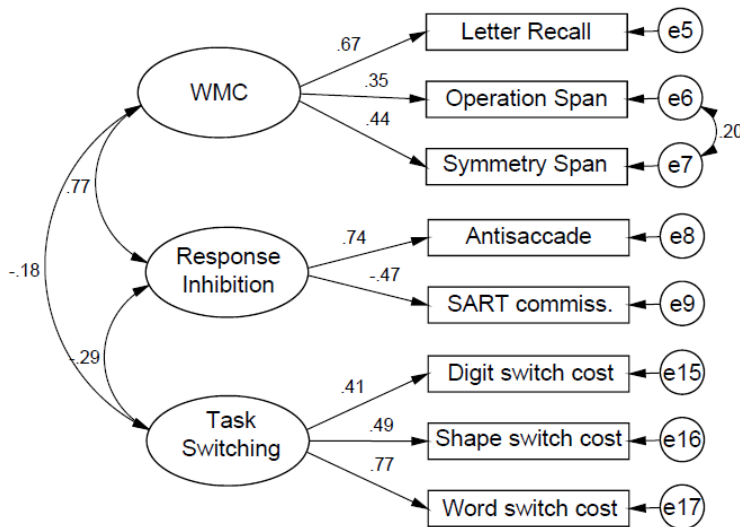 Letter Recall
e5
.67
WMC
.35
Operation Span
e6
.44
.20
Symmetry Span
e7
.77
Response
Inhibition
.74
Antisaccade
e8
-.18
-.47
SART commiss.
e9
-.29
Digit switch cost
e15
.41
Task
Switching
.49
Shape switch cost
e16
.77
Word switch cost
e17